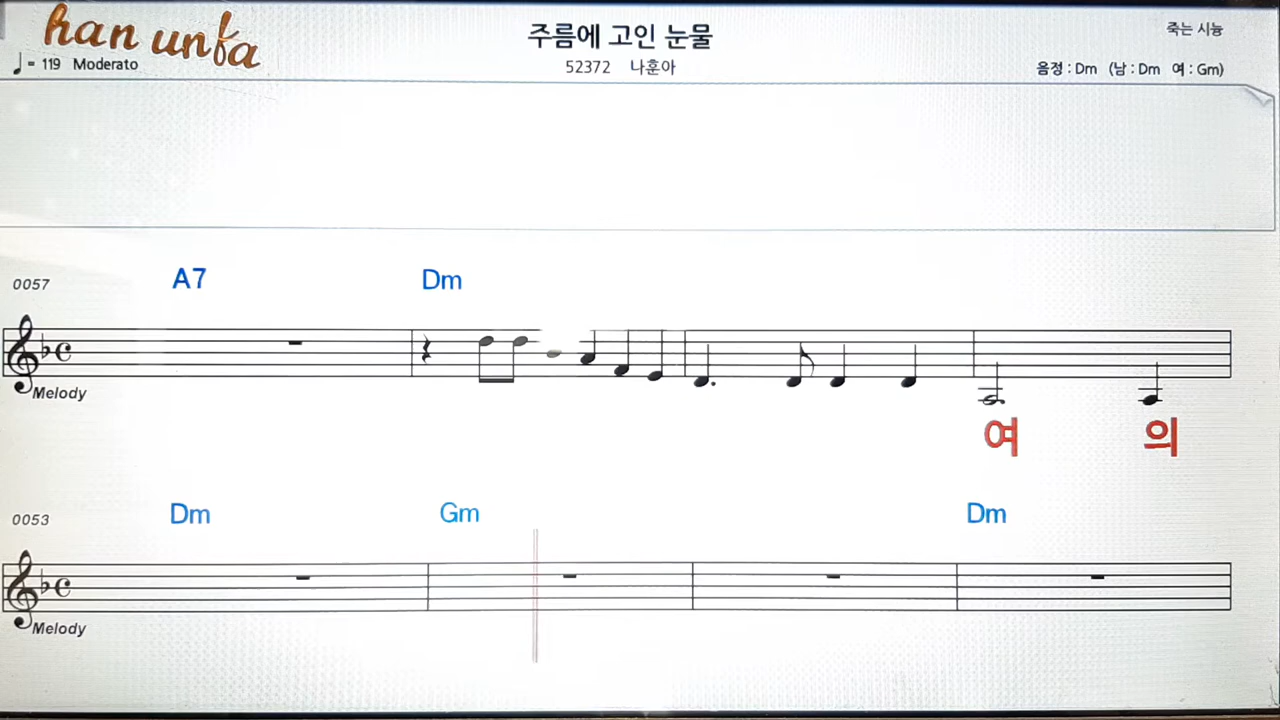 han unfa
주름에 고인 눈물
죽는 시늉
♩= 119 Moderato
52372 나훈아
음정 : Dm (남 : Dm 여 : Gm)
0057 A7 Dm
Melody
여 의
0053 Dm Gm Dm
Melody